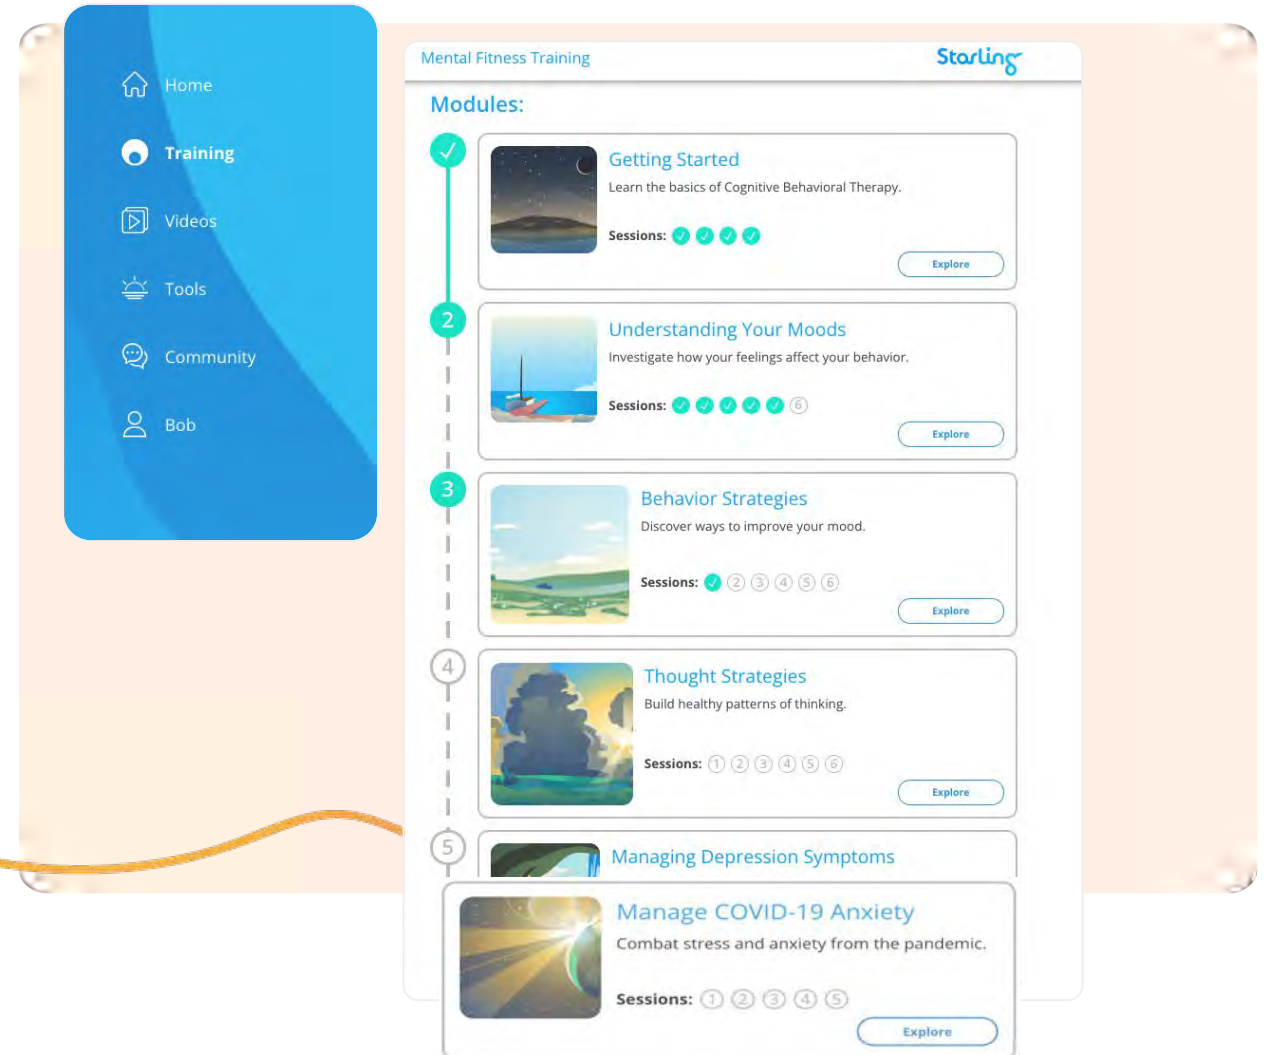 Home
Training
Videos
Tools
Community
Bob
Mental Fitness Training
Starling
Modules:
Getting Started
Learn the basics of Cognitive Behavioral Therapy.
Sessions:
Explore
2
Understanding Your Moods
Investigate how your feelings affect your behavior.
Sessions: 6
Explore
3
Behavior Strategies
Discover ways to improve your mood.
Sessions: 2 3 4 5 6
Explore
4
Thought Strategies
Build healthy patterns of thinking.
Sessions: 1 2 3 4 5 6
Explore
5
Managing Depression Symptoms
Manage COVID-19 Anxiety
Combat stress and anxiety from the pandemic.
Sessions: 1 2 3 4 5
Explore